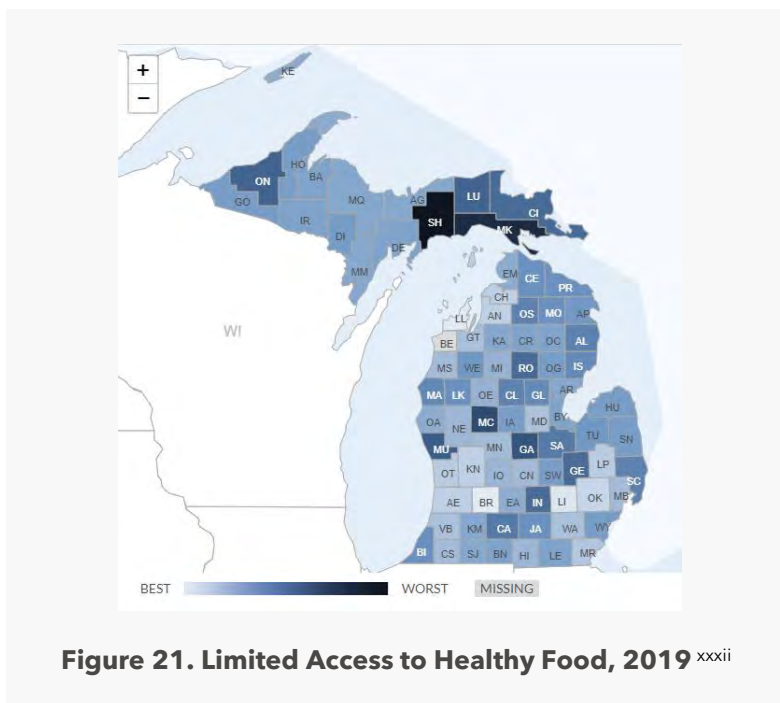 +
−
KE
ON HO BA LU
GO MQ AG SH CI
IR DI DE MK
MM
EM CE
PR
CH
LL AN OS MO AP
WI
BE GT KA CR OC AL
MS WE MI RO OG IS
MA LK OE CL GL AR
OA NE MC IA MD BY HU
MU MN GA SA TU SN
OT KN IO CN SW GE LP SC
AE BR EA IN LI OK MB
VB KM CA JA WA WY
BI CS SJ BN HI LE MR
BEST WORST MISSING
Figure 21. Limited Access to Healthy Food, 2019 xxxii